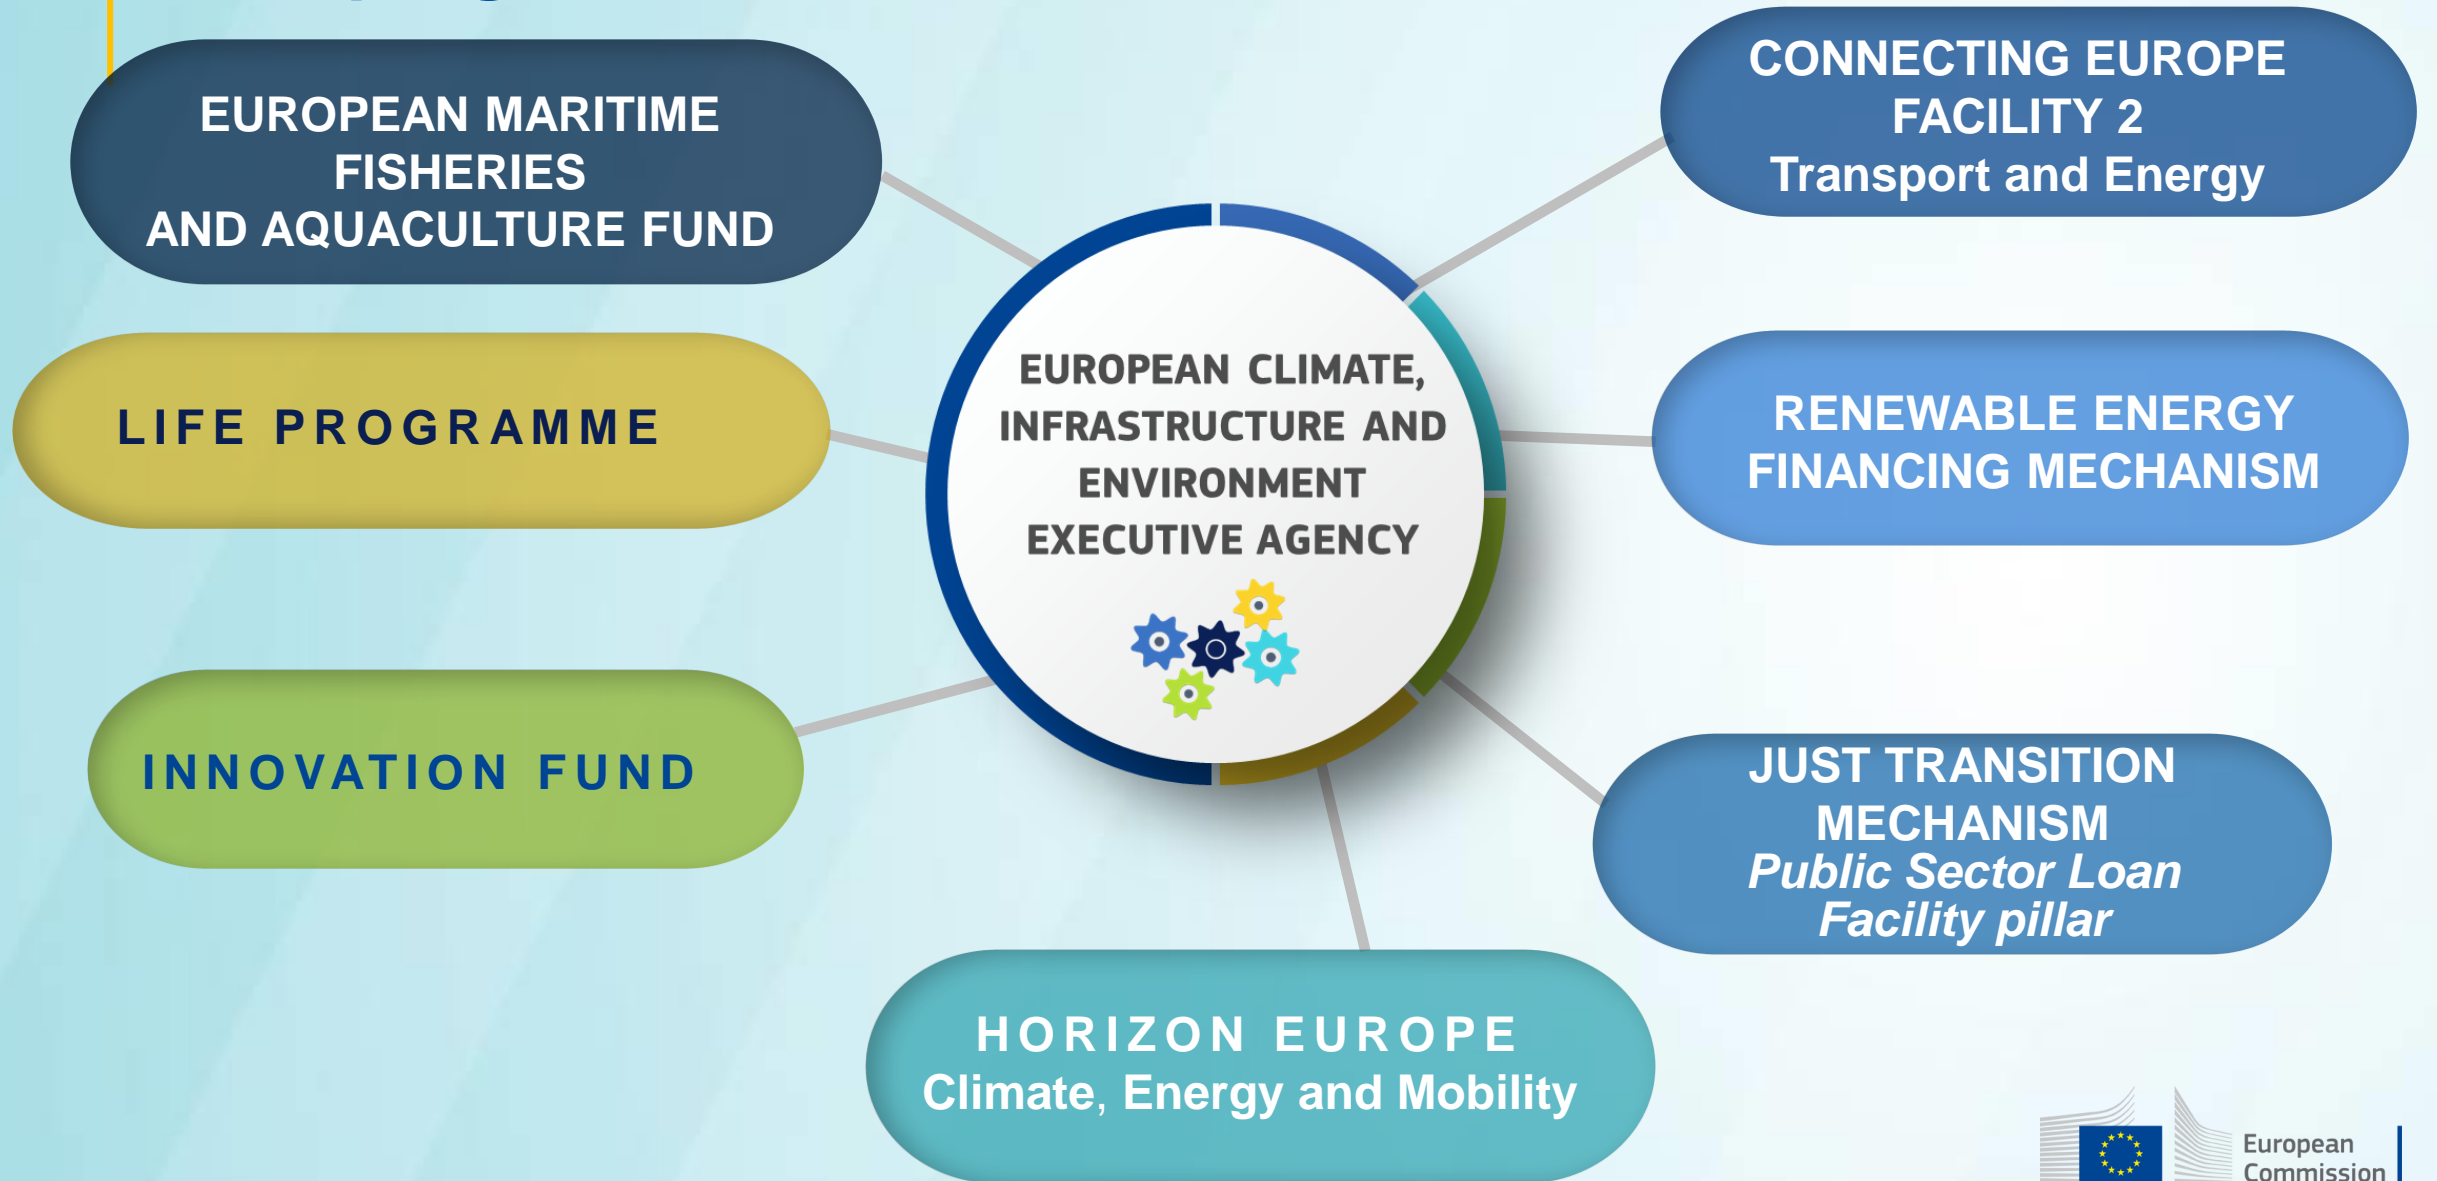 EUROPEAN MARITIME
FISHERIES
AND AQUACULTURE FUND
LIFE PROGRAMME
INNOVATION FUND
EUROPEAN CLIMATE,
INFRASTRUCTURE AND
ENVIRONMENT
EXECUTIVE AGENCY
CONNECTING EUROPE
FACILITY 2
Transport and Energy
RENEWABLE ENERGY
FINANCING MECHANISM
JUST TRANSITION
MECHANISM
Public Sector Loan
Facility pillar
HORIZON EUROPE
Climate, Energy and Mobility
European
Commission